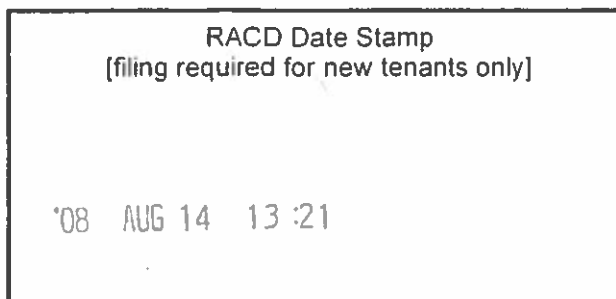 RACD Date Stamp
[filing required for new tenants only]
'08 AUG 14 13:21